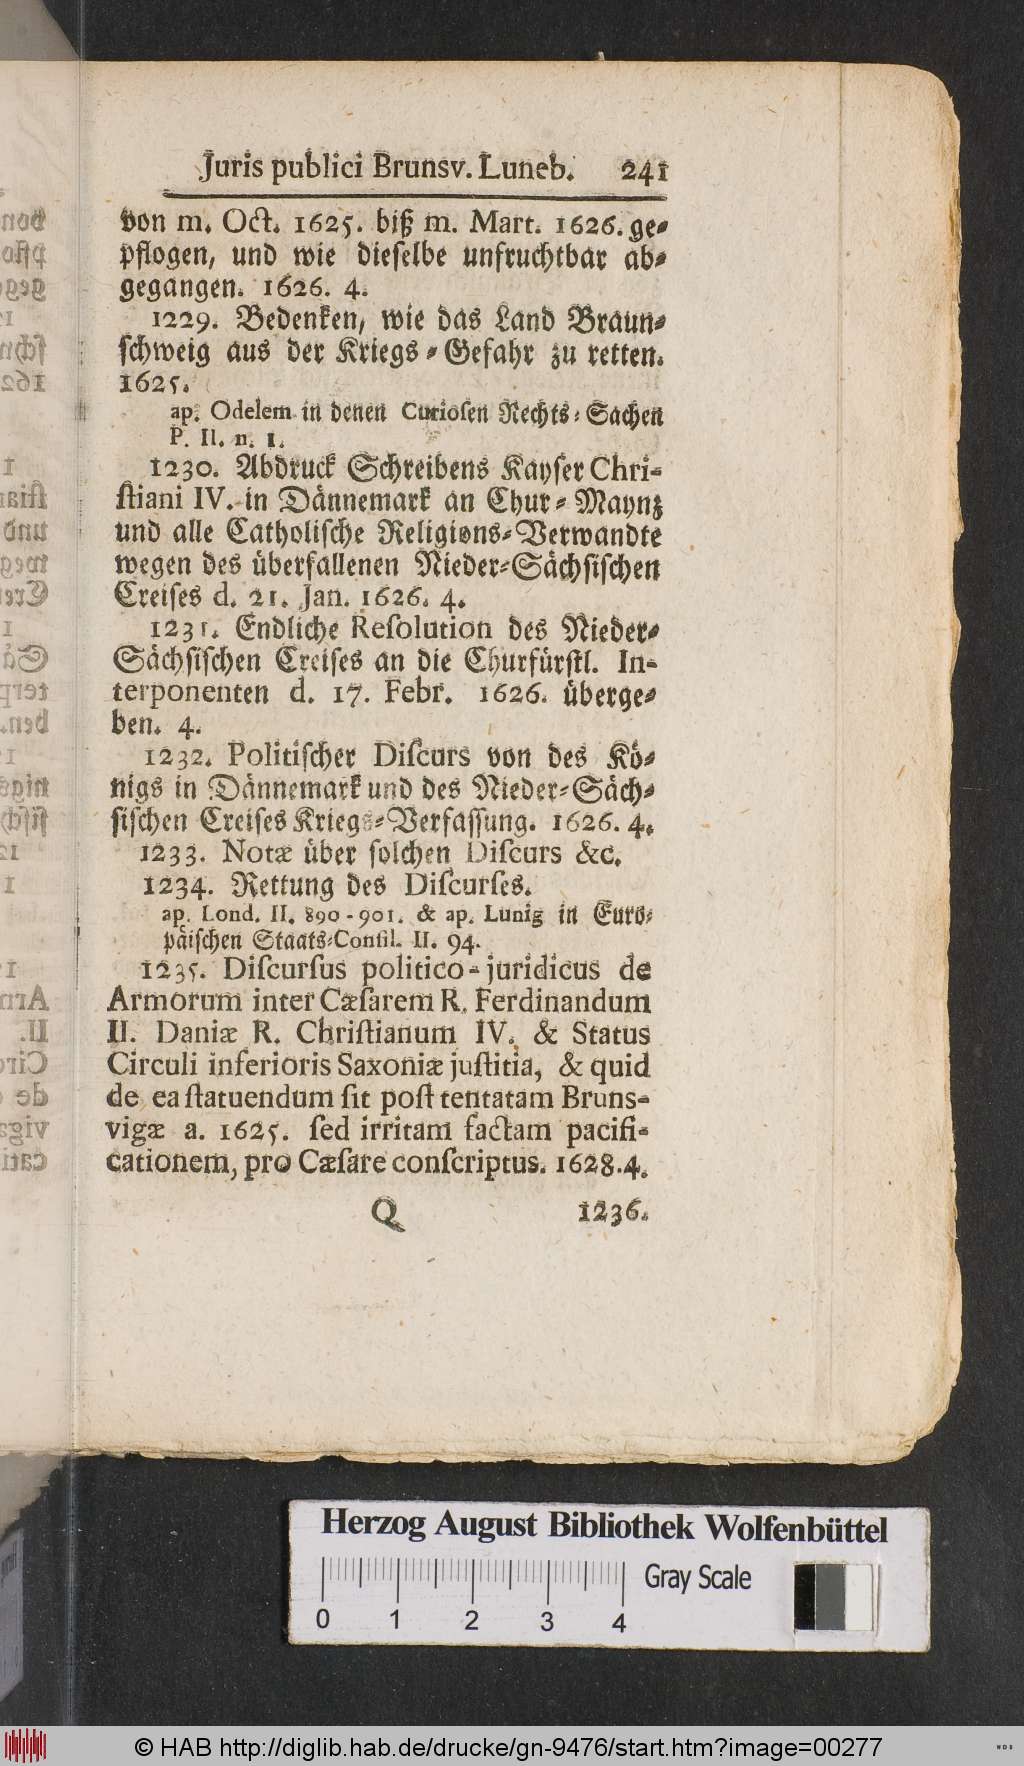 Juris publici Brunsv. Luneb. 241
von m. Oct. 1625. biß m. Mart. 1626. ge-
pflogen, und wie dieselbe unfruchtbar ab-
gegangen. 1626. 4.
1229. Bedenken, wie das Land Braun-
schweig aus der Kriegs-Gefahr zu retten.
1625.
ap. Odelem in denen Curiosen Rechts-Sachen
P. II. n. 1.
1230. Abdruck Schreibens Kayser Chri-
stiani IV. in Dännemark an Chur-Maynz
und alle Catholische Religions-Verwandte
wegen des überfallenen Nieder-Sächsischen
Creises d. 21. Jan. 1626. 4.
1231. Endliche Resolution des Nieder-
Sächsischen Creises an die Churfürstl. In-
terponenten d. 17. Febr. 1626. überge-
ben. 4.
1232. Politischer Discurs von des Kö-
nigs in Dännemark und des Nieder-Säch-
sischen Creises Kriegs-Verfassung. 1626. 4.
1233. Notæ über solchen Discurs &c.
1234. Rettung des Discurses.
ap. Lond. II. 890-901. & ap. Lunig in Euro-
päischen Staats-Consil. II. 94.
1235. Discursus politico-juridicus de
Armorum inter Cæsarem R. Ferdinandum
II. Daniæ R. Christianum IV. & Status
Circuli inferioris Saxoniæ justitia, & quid
de ea statuendum sit post tentatam Bruns-
vigæ a. 1625. sed irritam factam pacifi-
cationem, pro Cæsare conscriptus. 1628. 4.
Q 1236.
Herzog August Bibliothek Wolfenbüttel
Gray Scale
0 1 2 3 4
© HAB http://diglib.hab.de/drucke/gn-9476/start.htm?image=00277